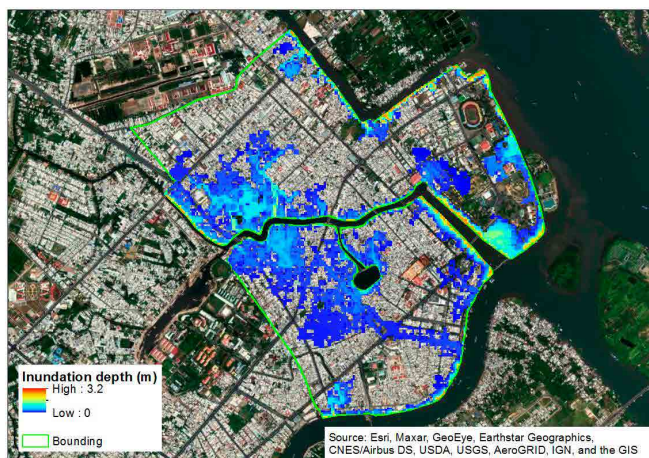 Inundation depth (m)
High : 3.2
Low : 0
Bounding
Source: Esri, Maxar, GeoEye, Earthstar Geographics,
CNES/Airbus DS, USDA, USGS, AeroGRID, IGN, and the GIS